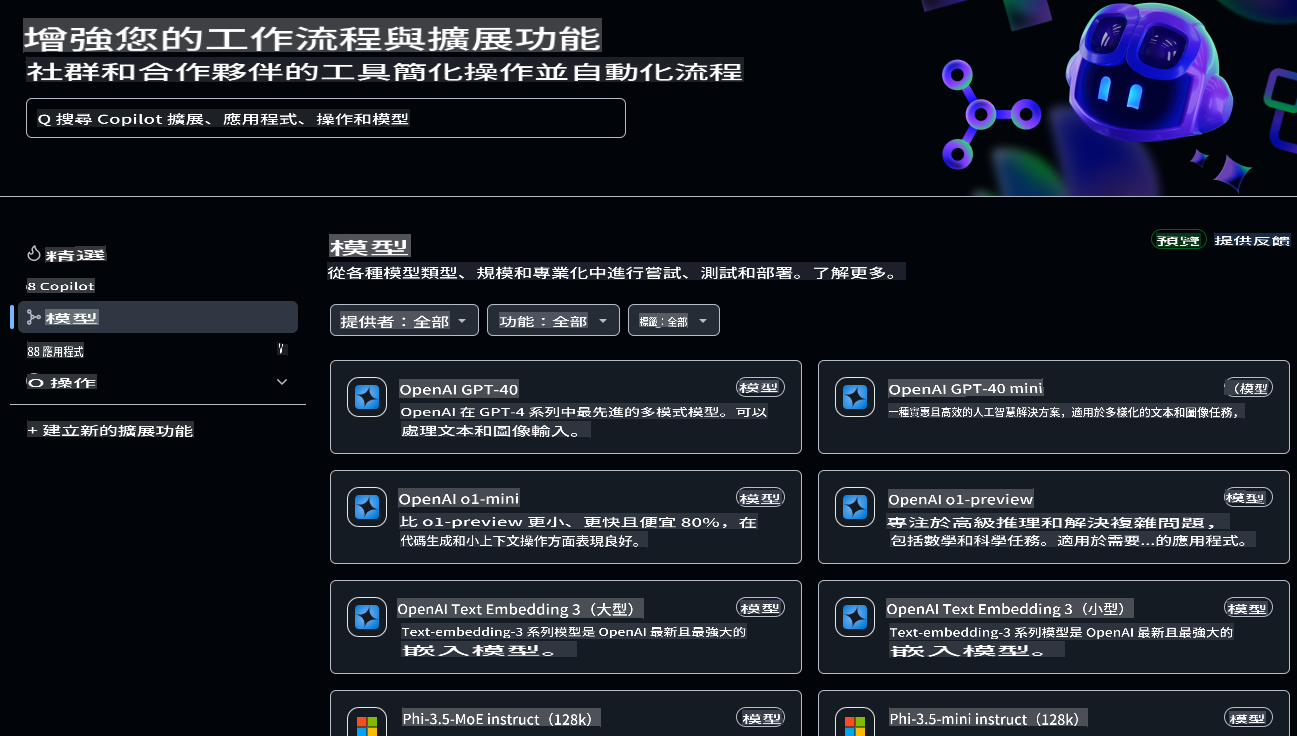 增強您的工作流程與擴展功能
社群和合作夥伴的工具簡化操作並自動化流程
Q 搜尋 Copilot 擴展、應用程式、操作和模型
精選
8 Copilot
模型
88 應用程式
O 操作
+ 建立新的擴展功能
模型
預覽 提供反饋
從各種模型類型、規模和專業化中進行嘗試、測試和部署。了解更多。
提供者：全部
功能：全部
標籤：全部
OpenAI GPT-40
模型
OpenAI 在 GPT-4 系列中最先進的多模式模型。可以
處理文本和圖像輸入。
OpenAI GPT-40 mini
（模型
一種實惠且高效的人工智慧解決方案，適用於多樣化的文本和圖像任務，
OpenAI o1-mini
模型
比 o1-preview 更小、更快且便宜 80%，在
代碼生成和小上下文操作方面表現良好。
OpenAI o1-preview
模型
專注於高級推理和解決複雜問題，
包括數學和科學任務。適用於需要...的應用程式。
OpenAI Text Embedding 3（大型）
模型
Text-embedding-3 系列模型是 OpenAI 最新且最強大的
嵌入模型。
OpenAI Text Embedding 3（小型）
模型
Text-embedding-3 系列模型是 OpenAI 最新且最強大的
嵌入模型。
Phi-3.5-MoE instruct（128k）
模型
Phi-3.5-mini instruct（128k）
模型